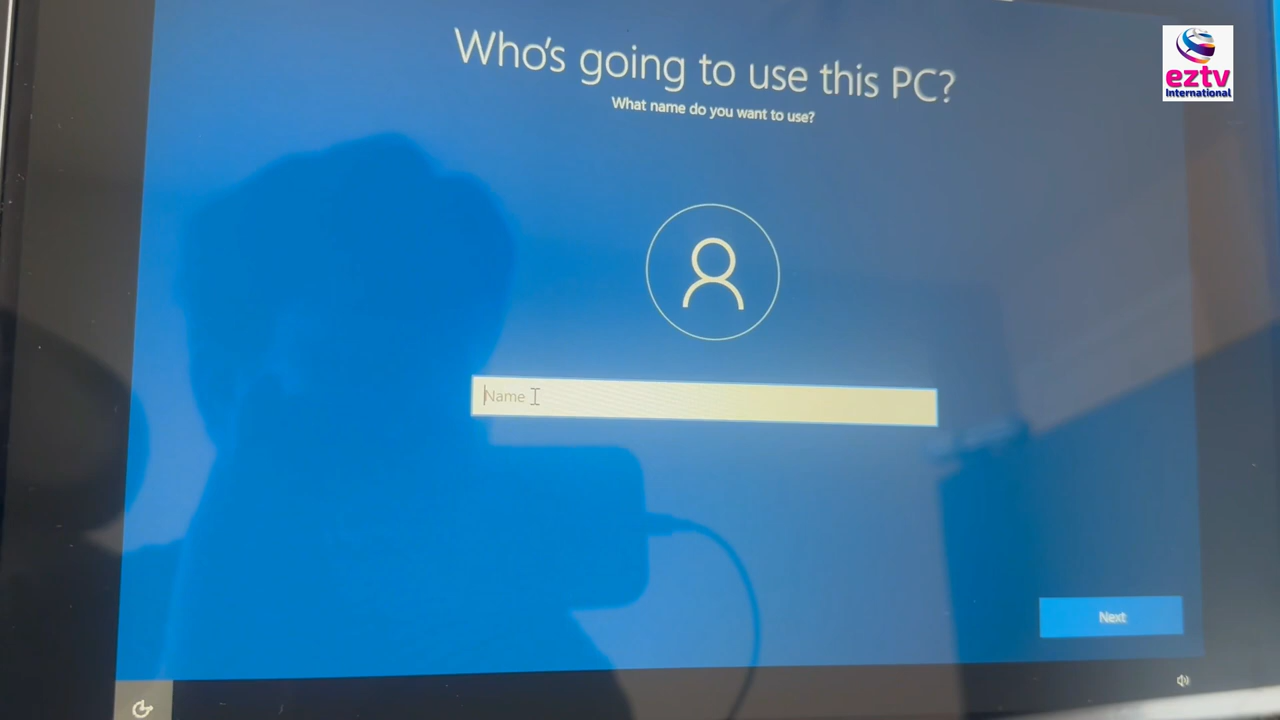 Who's going to use this PC?
What name do you want to use?
Name
Next
eztv
International